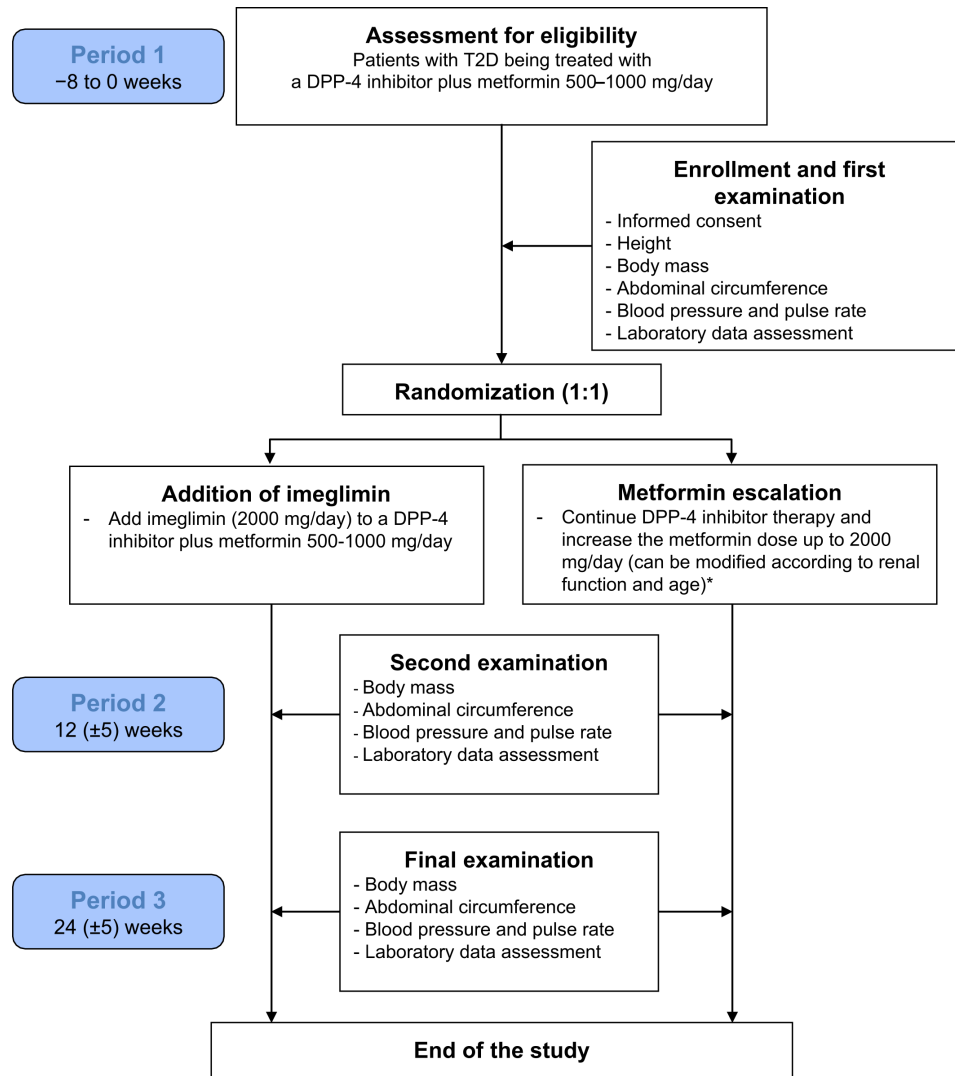 Period 1
−8 to 0 weeks
Assessment for eligibility
Patients with T2D being treated with
a DPP-4 inhibitor plus metformin 500–1000 mg/day
Enrollment and first
examination
- Informed consent
- Height
- Body mass
- Abdominal circumference
- Blood pressure and pulse rate
- Laboratory data assessment
Randomization (1:1)
Addition of imeglimin
- Add imeglimin (2000 mg/day) to a DPP-4
inhibitor plus metformin 500-1000 mg/day
Metformin escalation
- Continue DPP-4 inhibitor therapy and
increase the metformin dose up to 2000
mg/day (can be modified according to renal
function and age)*
Period 2
12 (±5) weeks
Second examination
- Body mass
- Abdominal circumference
- Blood pressure and pulse rate
- Laboratory data assessment
Period 3
24 (±5) weeks
Final examination
- Body mass
- Abdominal circumference
- Blood pressure and pulse rate
- Laboratory data assessment
End of the study